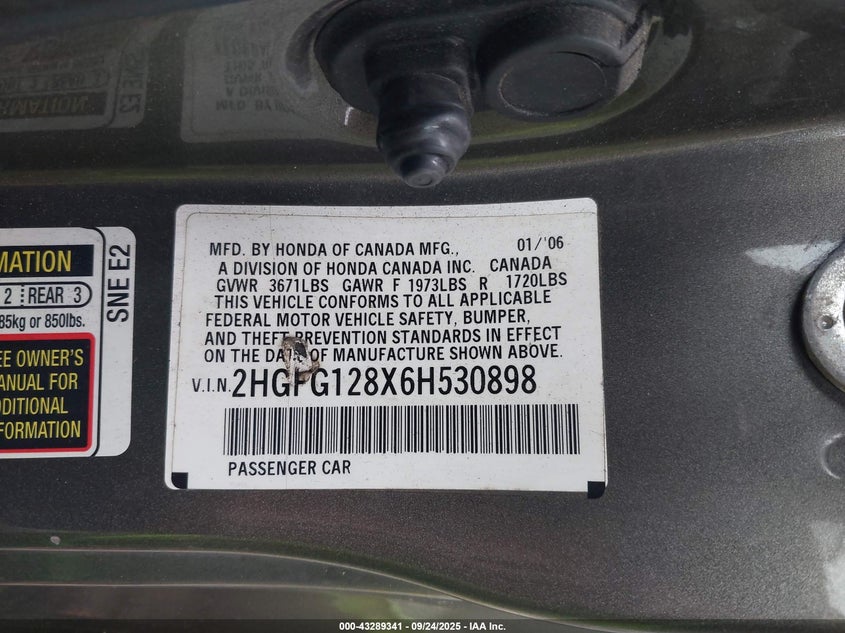 MFD. BY HONDA OF CANADA MFG., 01/'06
A DIVISION OF HONDA CANADA INC. CANADA
GVWR 3671LBS GAWR F 1973LBS R 1720LBS
THIS VEHICLE CONFORMS TO ALL APPLICABLE
FEDERAL MOTOR VEHICLE SAFETY, BUMPER,
AND THEFT PREVENTION STANDARDS IN EFFECT
ON THE DATE OF MANUFACTURE SHOWN ABOVE.
V.I.N. 2HGFG128X6H530898
PASSENGER CAR
MATION
2 REAR 3
85kg or 850lbs.
EE OWNER'S
ANUAL FOR
DDITIONAL
FORMATION
SNE E2
000-43289341 - 09/24/2025 - IAA Inc.